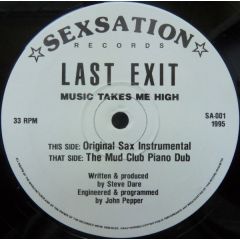 ☆SEXSATION☆
RECORDS
LAST EXIT
MUSIC TAKES ME HIGH
33 RPM
SA-001
1995
THIS SIDE: Original Sax Instrumental
THAT SIDE: The Mud Club Piano Dub
Written & produced
by
Steve Dare
Engineered & programmed
by
John Pepper